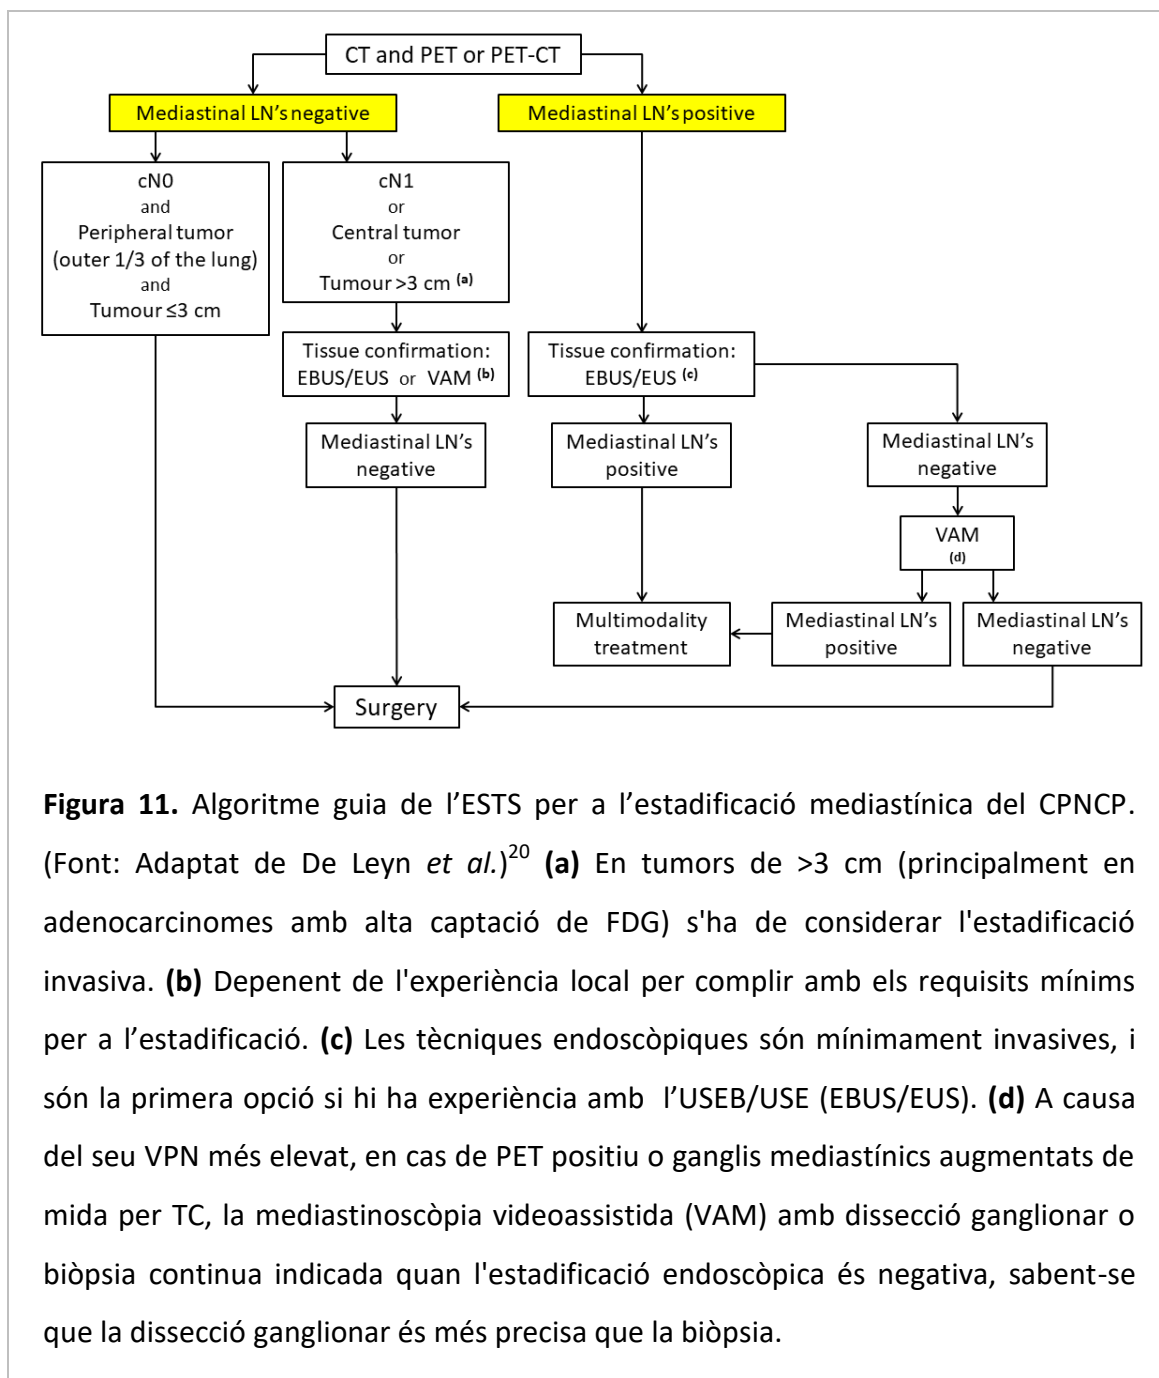 CT and PET or PET-CT
Mediastinal LN's negative
Mediastinal LN's positive
cN0
and
Peripheral tumor
(outer 1/3 of the lung)
and
Tumour ≤3 cm
cN1
or
Central tumor
or
Tumour >3 cm (a)
Tissue confirmation:
EBUS/EUS or VAM (b)
Tissue confirmation:
EBUS/EUS (c)
Mediastinal LN's
negative
Mediastinal LN's
positive
Mediastinal LN's
negative
VAM
(d)
Multimodality
treatment
Mediastinal LN's
positive
Mediastinal LN's
negative
Surgery
Figura 11. Algoritme guia de l'ESTS per a l'estadificació mediastínica del CPNCP.
(Font: Adaptat de De Leyn et al.)20 (a) En tumors de >3 cm (principalment en
adenocarcinomes amb alta captació de FDG) s'ha de considerar l'estadificació
invasiva. (b) Depenent de l'experiència local per complir amb els requisits mínims
per a l'estadificació. (c) Les tècniques endoscòpiques són mínimament invasives, i
són la primera opció si hi ha experiència amb l'USEB/USE (EBUS/EUS). (d) A causa
del seu VPN més elevat, en cas de PET positiu o ganglis mediastínics augmentats de
mida per TC, la mediastinoscòpia videoassistida (VAM) amb dissecció ganglionar o
biòpsia continua indicada quan l'estadificació endoscòpica és negativa, sabent-se
que la dissecció ganglionar és més precisa que la biòpsia.